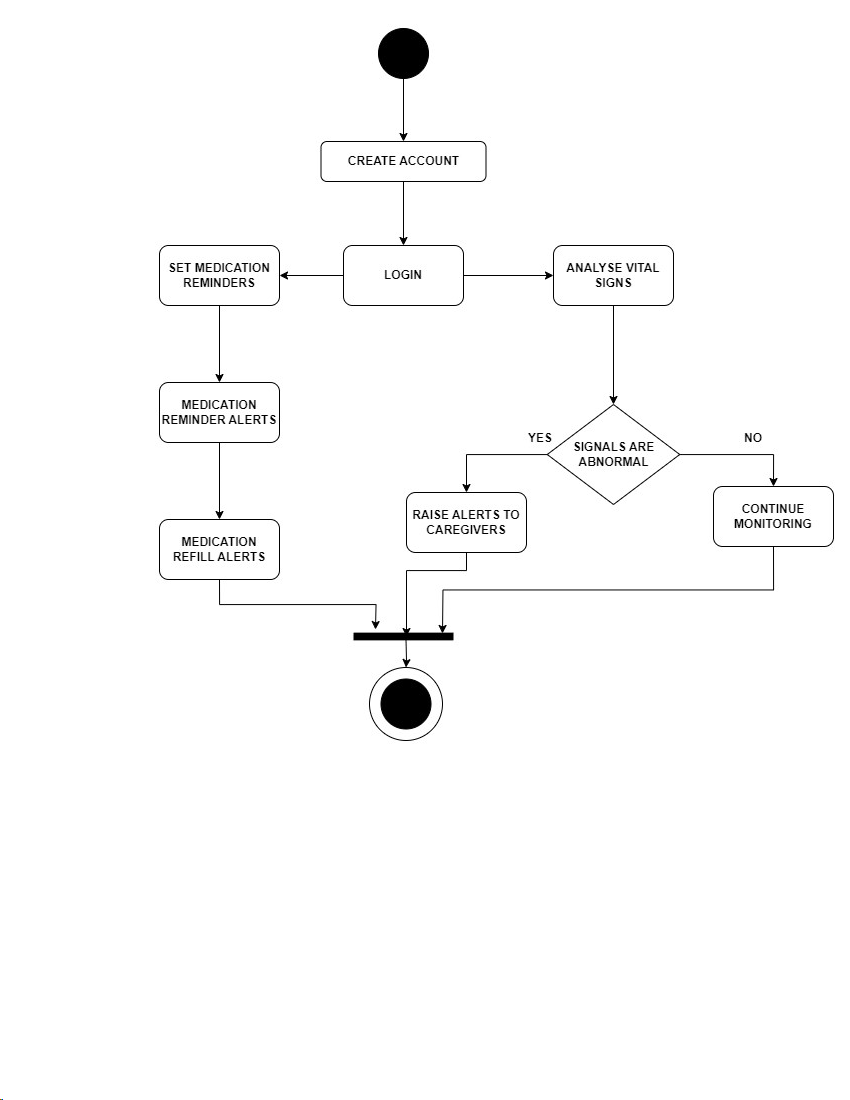 CREATE ACCOUNT
SET MEDICATION
REMINDERS
LOGIN
ANALYSE VITAL
SIGNS
MEDICATION
REMINDER ALERTS
YES
SIGNALS ARE
ABNORMAL
NO
RAISE ALERTS TO
CAREGIVERS
CONTINUE
MONITORING
MEDICATION
REFILL ALERTS